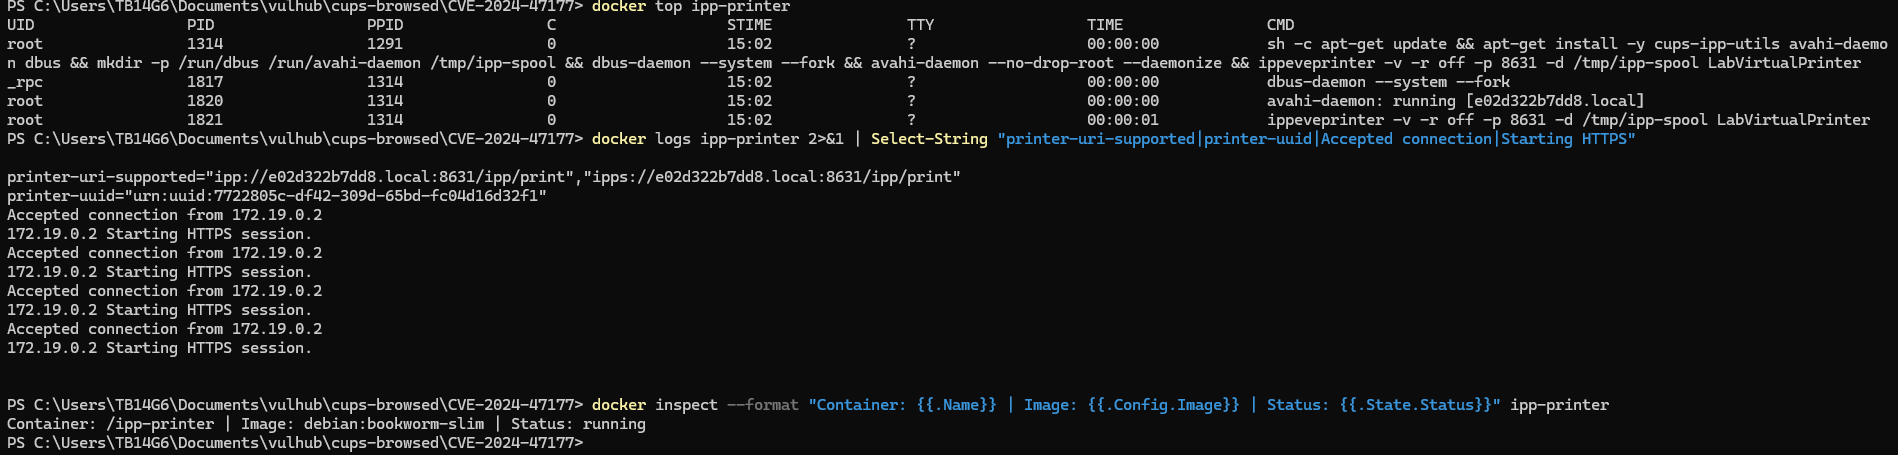 PS C:\Users\TB14G6\Documents\vulhub\cups-browsed\CVE-2024-47177> docker top ipp-printer
UID PID PPID C STIME TTY TIME CMD
root 1314 1291 0 15:02 ? 00:00:00 sh -c apt-get update && apt-get install -y cups-ipp-utils avahi-daemo
n dbus && mkdir -p /run/dbus /run/avahi-daemon /tmp/ipp-spool && dbus-daemon --system --fork && avahi-daemon --no-drop-root --daemonize && ippeveprinter -v -r off -p 8631 -d /tmp/ipp-spool LabVirtualPrinter
_rpc 1817 1314 0 15:02 ? 00:00:00 dbus-daemon --system --fork
root 1820 1314 0 15:02 ? 00:00:00 avahi-daemon: running [e02d322b7dd8.local]
root 1821 1314 0 15:02 ? 00:00:01 ippeveprinter -v -r off -p 8631 -d /tmp/ipp-spool LabVirtualPrinter
PS C:\Users\TB14G6\Documents\vulhub\cups-browsed\CVE-2024-47177> docker logs ipp-printer 2>&1 | Select-String "printer-uri-supported|printer-uuid|Accepted connection|Starting HTTPS"
printer-uri-supported="ipp://e02d322b7dd8.local:8631/ipp/print","ipps://e02d322b7dd8.local:8631/ipp/print"
printer-uuid="urn:uuid:7722805c-df42-309d-65bd-fc04d16d32f1"
Accepted connection from 172.19.0.2
172.19.0.2 Starting HTTPS session.
Accepted connection from 172.19.0.2
172.19.0.2 Starting HTTPS session.
Accepted connection from 172.19.0.2
172.19.0.2 Starting HTTPS session.
Accepted connection from 172.19.0.2
172.19.0.2 Starting HTTPS session.
PS C:\Users\TB14G6\Documents\vulhub\cups-browsed\CVE-2024-47177> docker inspect --format "Container: {{.Name}} | Image: {{.Config.Image}} | Status: {{.State.Status}}" ipp-printer
Container: /ipp-printer | Image: debian:bookworm-slim | Status: running
PS C:\Users\TB14G6\Documents\vulhub\cups-browsed\CVE-2024-47177>